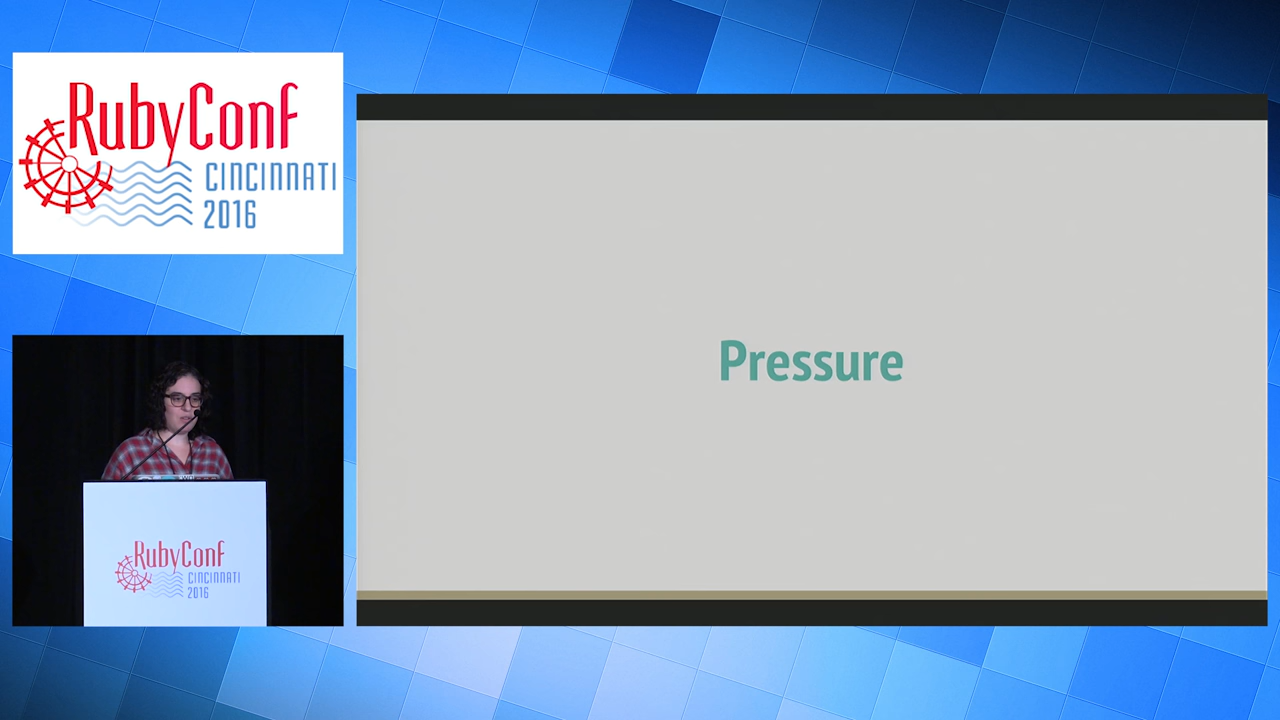 RubyConf
CINCINNATI
2016
Pressure
RubyConf
CINCINNATI
2016